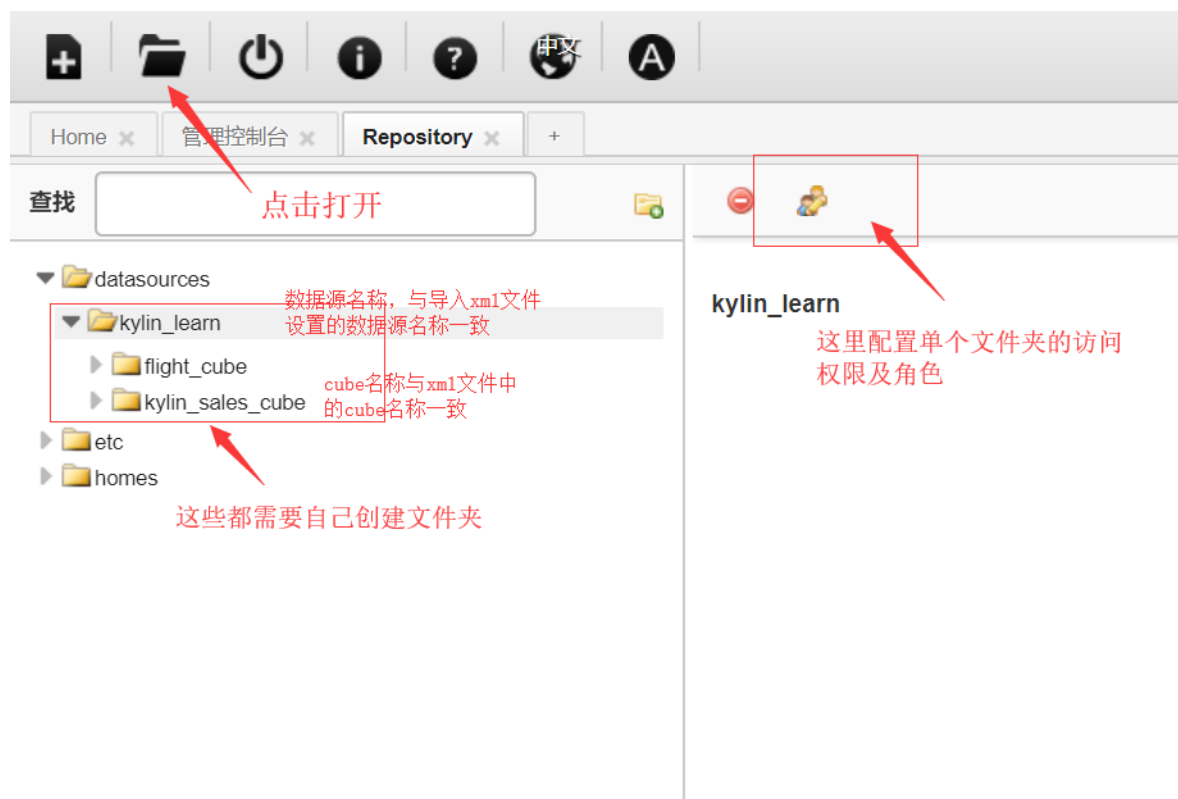 中文
A
Home
管理控制台
Repository
+
查找
点击打开
datasources
数据源名称，与导入xml文件
设置的数据源名称一致
kylin_learn
flight_cube
cube名称与xml文件中
的cube名称一致
kylin_sales_cube
etc
homes
这些都需要自己创建文件夹
kylin_learn
这里配置单个文件夹的访问
权限及角色